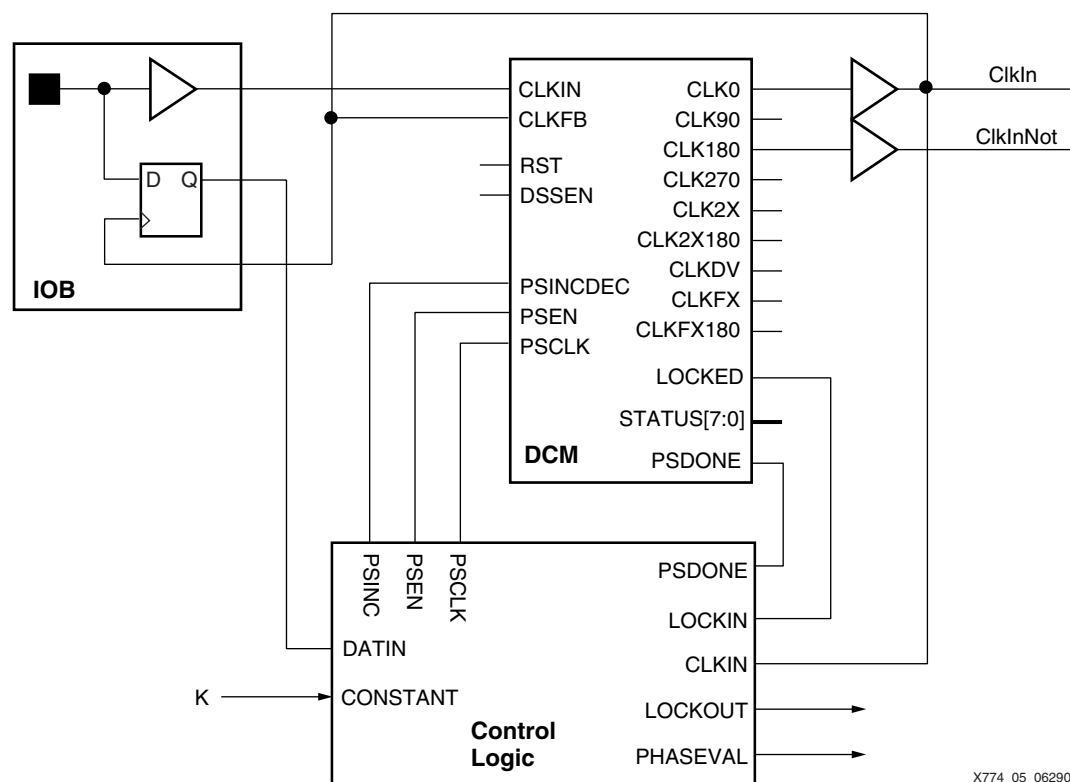 ClkIn
CLKIN
CLK0
CLKFB
CLK90
ClkInNot
CLK180
RST
CLK270
D Q
DSSEN
CLK2X
CLK2X180
CLKDV
IOB
PSINCDEC
CLKFX
PSEN
CLKFX180
PSCLK
LOCKED
STATUS[7:0]
DCM
PSDONE
PSINC
PSEN
PSCLK
PSDONE
LOCKIN
DATIN
CLKIN
K
CONSTANT
LOCKOUT
Control
Logic
PHASEVAL
X774_05_06290